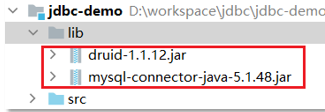 jdbc-demo D:\workspace\jdbc\jdbc-demo
lib
druid-1.1.12.jar
mysql-connector-java-5.1.48.jar
src